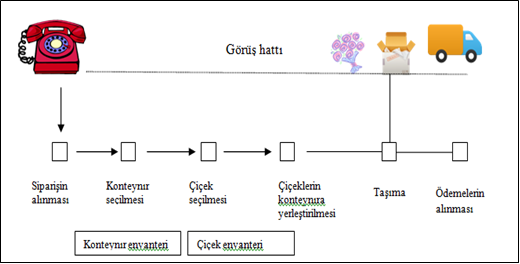 Görüş hattı
Siparişin
alınması
Konteynır
seçilmesi
Çiçek
seçilmesi
Çiçeklerin
konteynıra
yerleştirilmesi
Taşıma
Ödemelerin
alınması
Konteynır envanteri
Çiçek envanteri